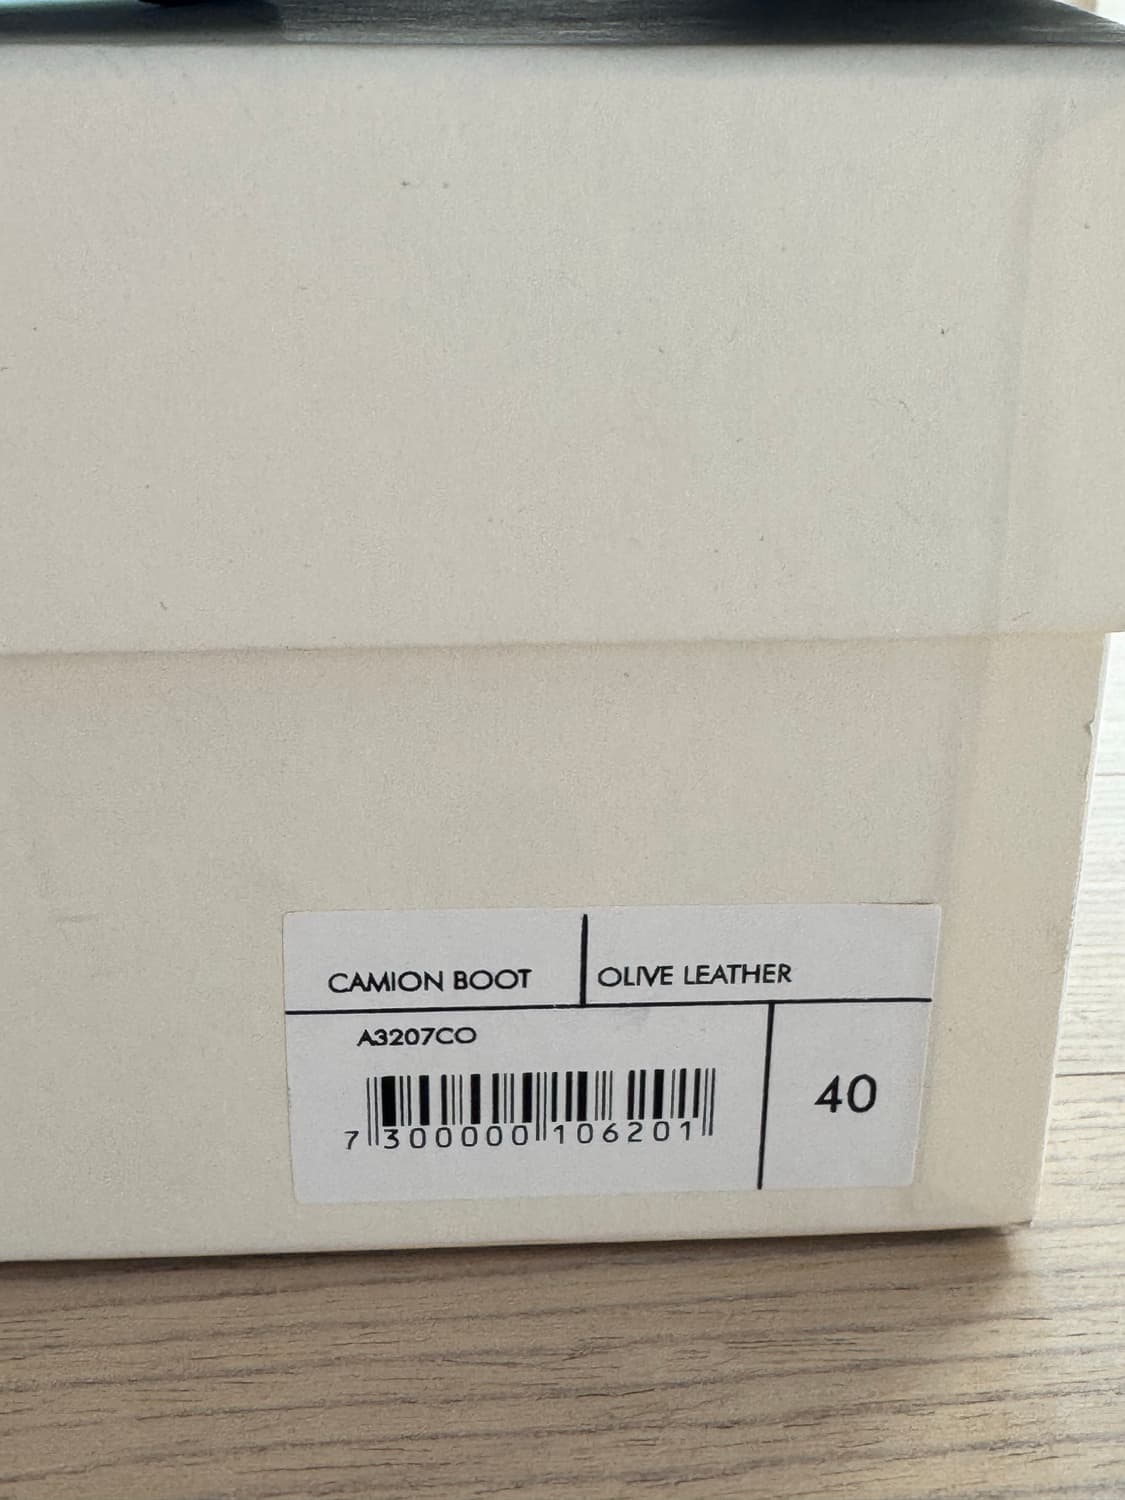 CAMION BOOT
OLIVE LEATHER
A3207CO
40
7 300000 106201